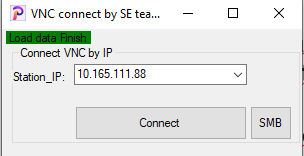 VNC connect by SE tea...
Load data Finish
Connect VNC by IP
Station_IP: 10.165.111.88
Connect SMB